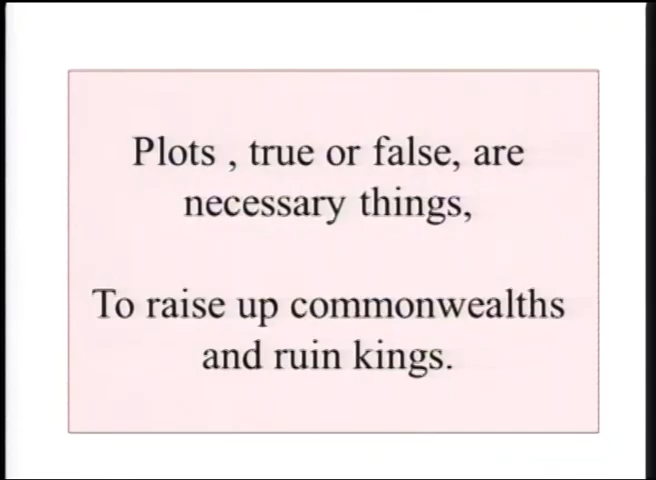 Plots , true or false, are
necessary things,
To raise up commonwealths
and ruin kings.